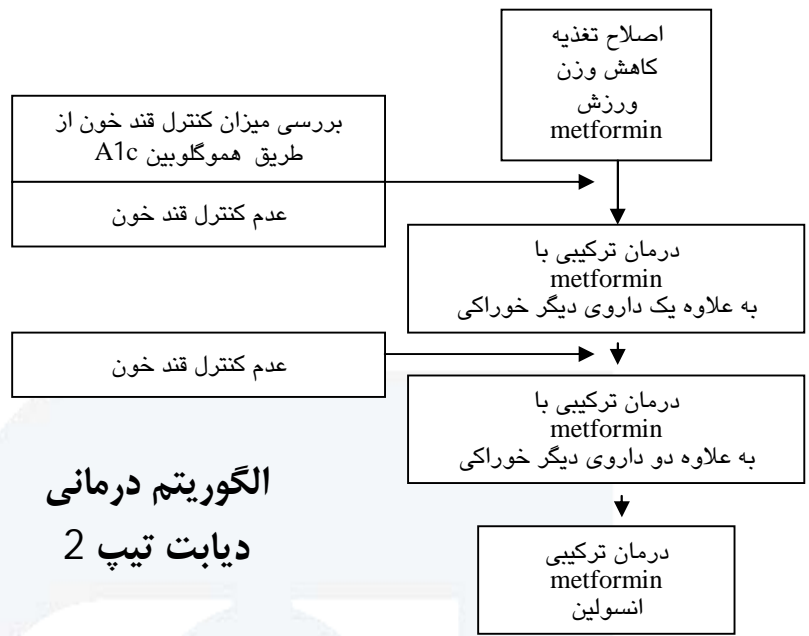 اصلاح تغذیه
کاهش وزن
ورزش
metformin
بررسی میزان کنترل قند خون از
طریق هموگلوبین A1c
عدم کنترل قند خون
درمان ترکیبی با
metformin
به علاوه یک داروی دیگر خوراکی
عدم کنترل قند خون
درمان ترکیبی با
metformin
به علاوه دو داروی دیگر خوراکی
الگوریتم درمانی
دیابت تیپ 2
درمان ترکیبی
metformin
انسولین